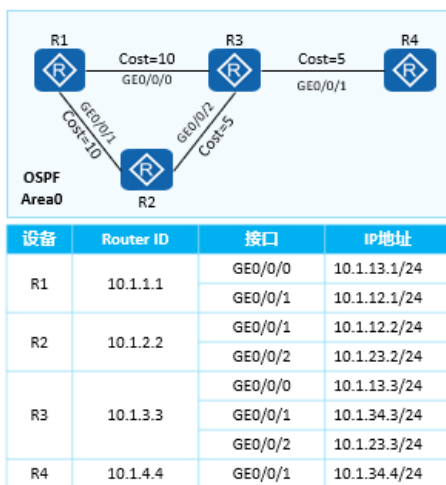 R1
R3
R4
Cost=10
Cost=5
GE0/0/0
GE0/0/1
GE0/0/1
Cost=10
GE0/0/2
Cost=5
OSPF
Area0
R2
设备 Router ID 接口 IP地址
R1 10.1.1.1 GE0/0/0 10.1.13.1/24
GE0/0/1 10.1.12.1/24
R2 10.1.2.2 GE0/0/1 10.1.12.2/24
GE0/0/2 10.1.23.2/24
R3 10.1.3.3 GE0/0/0 10.1.13.3/24
GE0/0/1 10.1.34.3/24
GE0/0/2 10.1.23.3/24
R4 10.1.4.4 GE0/0/1 10.1.34.4/24